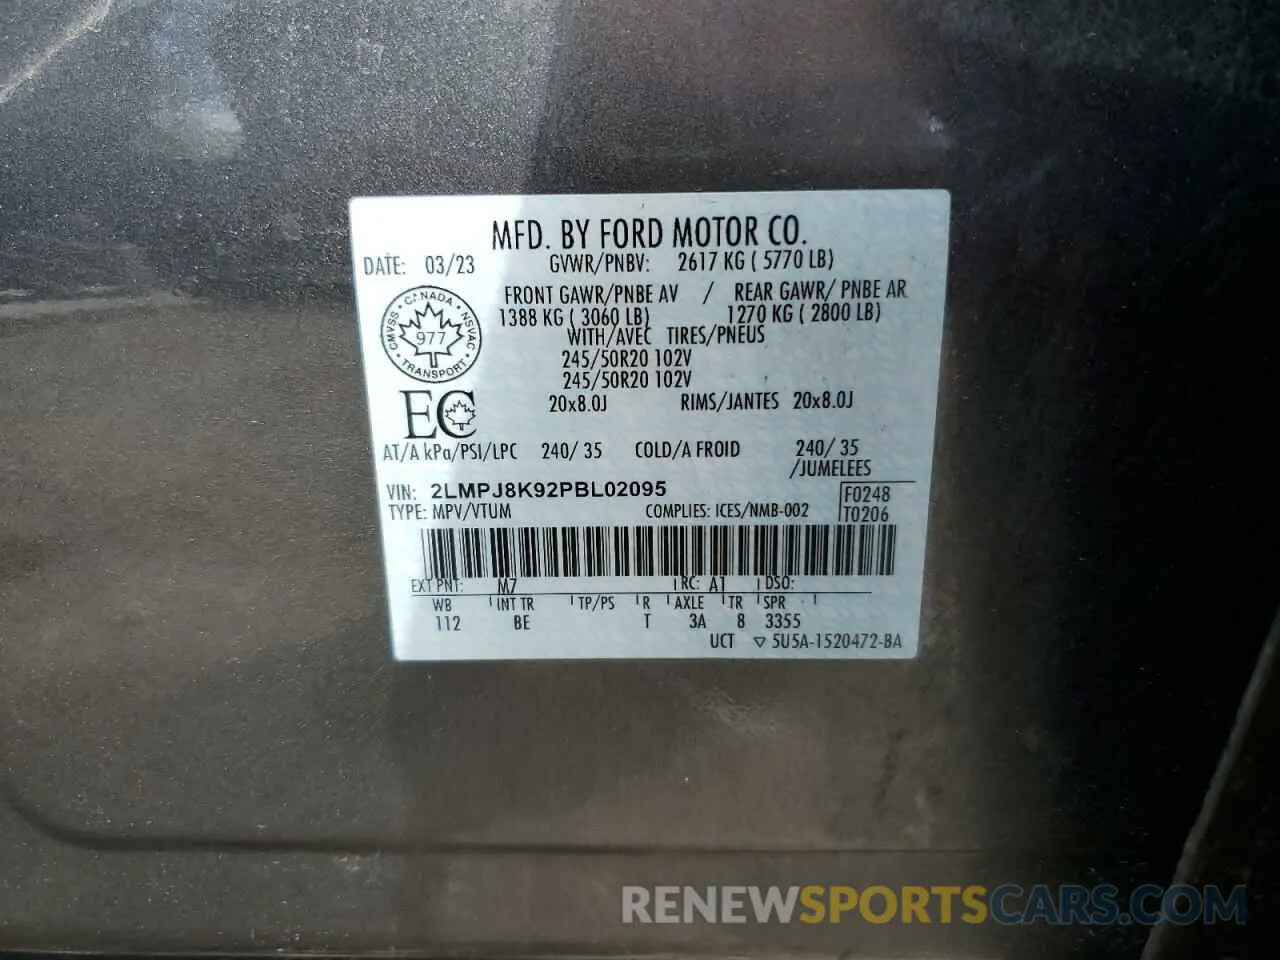 MFD. BY FORD MOTOR CO.
DATE: 03/23 GVWR/PNBV: 2617 KG ( 5770 LB)
FRONT GAWR/PNBE AV / REAR GAWR/ PNBE AR
1388 KG ( 3060 LB) 1270 KG ( 2800 LB)
WITH/AVEC TIRES/PNEUS
245/50R20 102V
245/50R20 102V
20x8.0J RIMS/JANTES 20x8.0J
CANADA
CMVSS NSVAC
977
TRANSPORT
EC
AT/A kPa/PSI/LPC 240/ 35 COLD/A FROID 240/ 35
/JUMELEES
VIN: 2LMPJ8K92PBL02095 F0248
TYPE: MPV/VTUM COMPLIES: ICES/NMB-002 T0206
EXT PNT: M7 RC: A1 DSO:
WB INT TR TP/PS R AXLE TR SPR
112 BE T 3A 8 3355
UCT ▽ 5U5A-1520472-BA
RENEWSPORTSCARS.COM